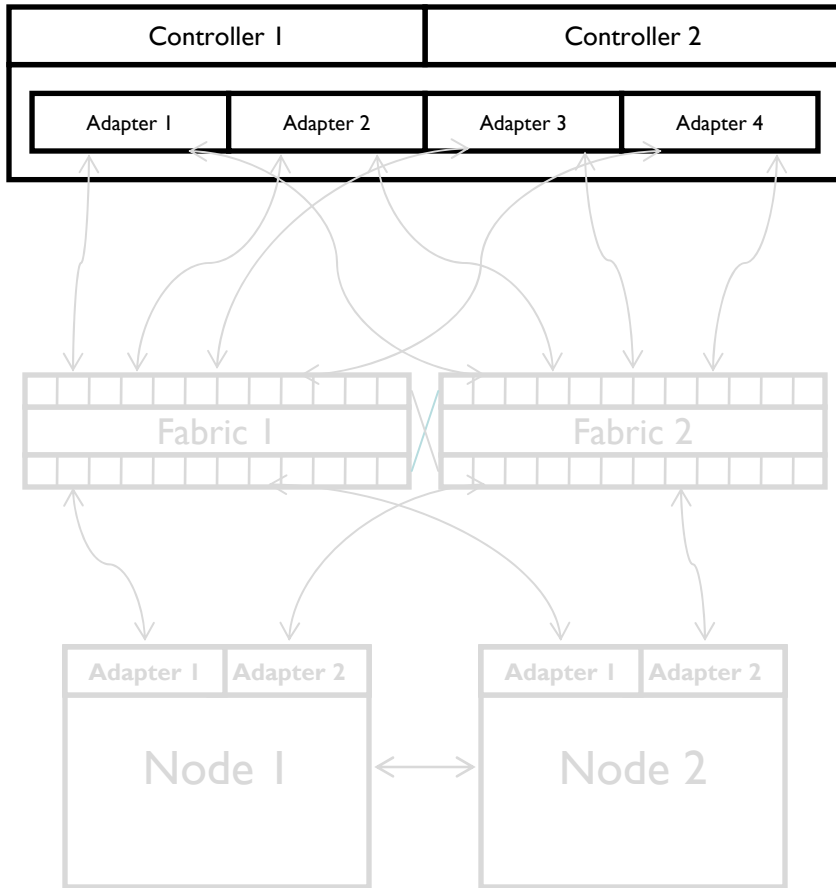 Controller 1 Controller 2
Adapter 1 Adapter 2 Adapter 3 Adapter 4
Fabric 1 Fabric 2
Adapter 1 Adapter 2 Adapter 1 Adapter 2
Node 1 Node 2